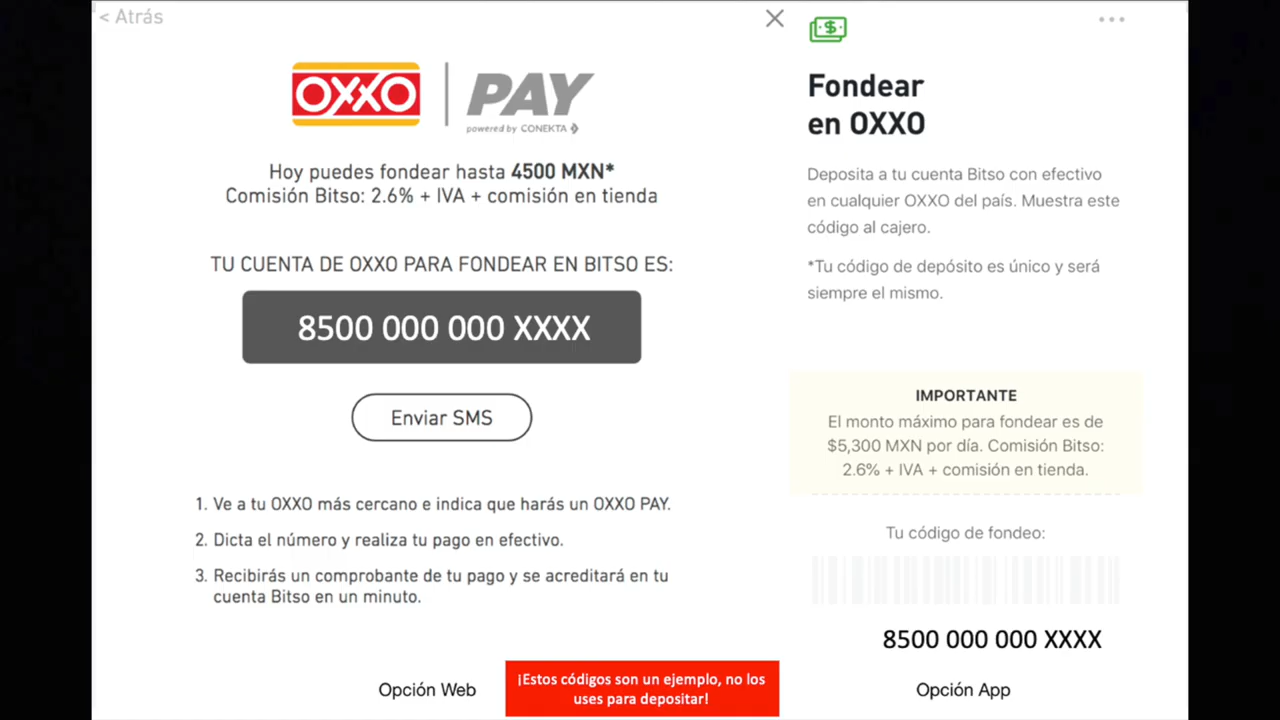 < Atrás
OXXO PAY
powered by CONEKTA
Hoy puedes fondear hasta 4500 MXN*
Comisión Bitso: 2.6% + IVA + comisión en tienda
TU CUENTA DE OXXO PARA FONDEAR EN BITSO ES:
8500 000 000 XXXX
Enviar SMS
1. Ve a tu OXXO más cercano e indica que harás un OXXO PAY.
2. Dicta el número y realiza tu pago en efectivo.
3. Recibirás un comprobante de tu pago y se acreditará en tu
cuenta Bitso en un minuto.
Opción Web
¡Estos códigos son un ejemplo, no los
uses para depositar!
$
Fondear
en OXXO
Deposita a tu cuenta Bitso con efectivo
en cualquier OXXO del país. Muestra este
código al cajero.
*Tu código de depósito es único y será
siempre el mismo.
IMPORTANTE
El monto máximo para fondear es de
$5,300 MXN por día. Comisión Bitso:
2.6% + IVA + comisión en tienda.
Tu código de fondeo:
8500 000 000 XXXX
Opción App